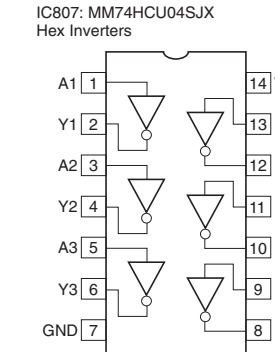 IC807: MM74HCU04SJX
Hex Inverters
A1 1
14
Y1 2
13
A2 3
12
Y2 4
11
A3 5
10
Y3 6
9
GND 7
8